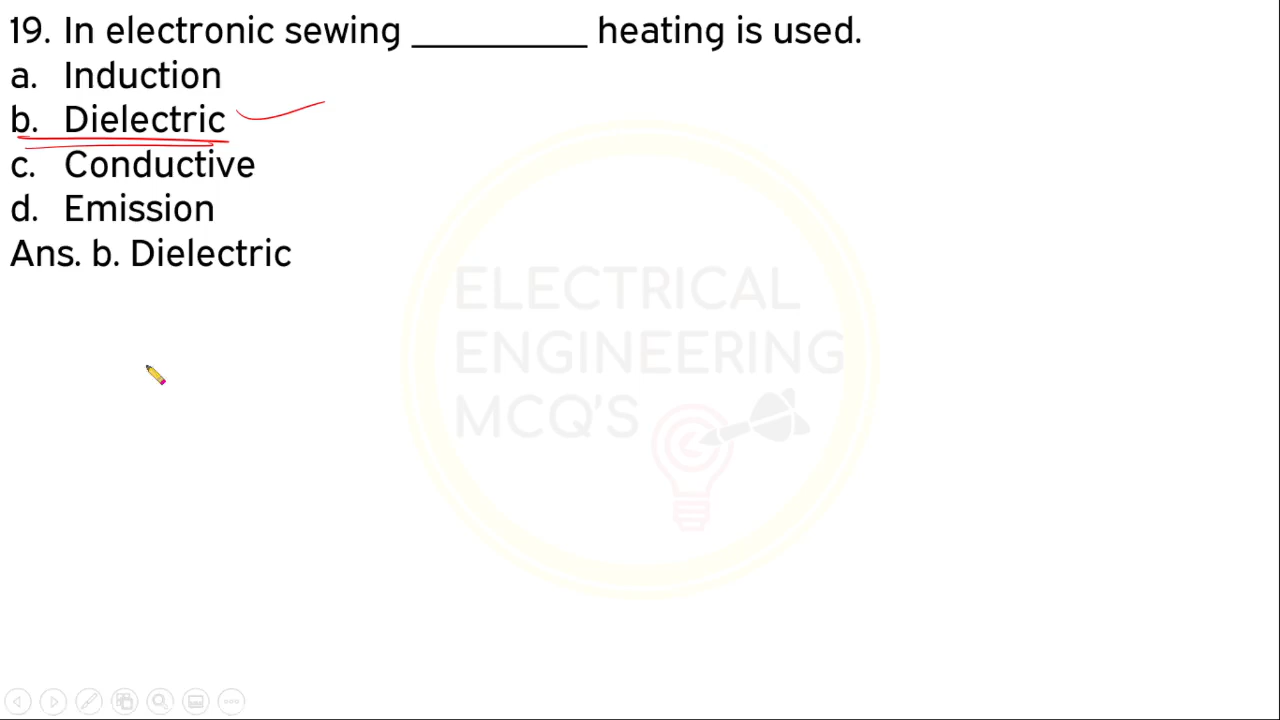 19. In electronic sewing __________ heating is used.
a. Induction
b. Dielectric
c. Conductive
d. Emission
Ans. b. Dielectric
ELECTRICAL
ENGINEERING
MCQ'S